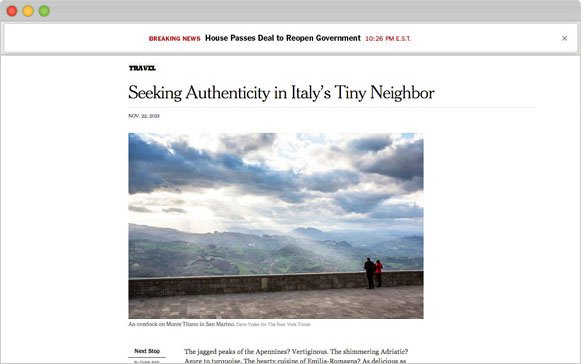 BREAKING NEWS House Passes Deal to Reopen Government 10:26 PM E.S.T. ×
TRAVEL
Seeking Authenticity in Italy's Tiny Neighbor
NOV. 22, 2013
An overlook on Monte Titano in San Marino. Dave Yoder for The New York Times
Next Stop
The jagged peaks of the Apennines? Vertiginous. The shimmering Adriatic?
Azure to turquoise. The hearty cuisine of Emilia-Romagna? As delicious as